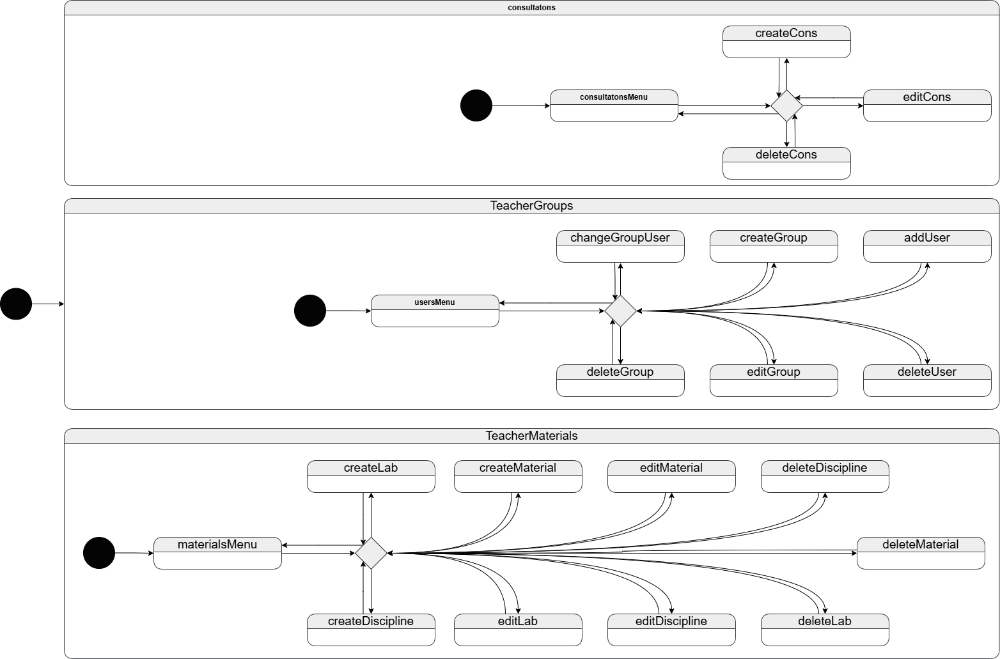 consultatons
createCons
consultatonsMenu
editCons
deleteCons
TeacherGroups
changeGroupUser
createGroup
addUser
usersMenu
deleteGroup
editGroup
deleteUser
TeacherMaterials
createLab
createMaterial
editMaterial
deleteDiscipline
materialsMenu
deleteMaterial
createDiscipline
editLab
editDiscipline
deleteLab